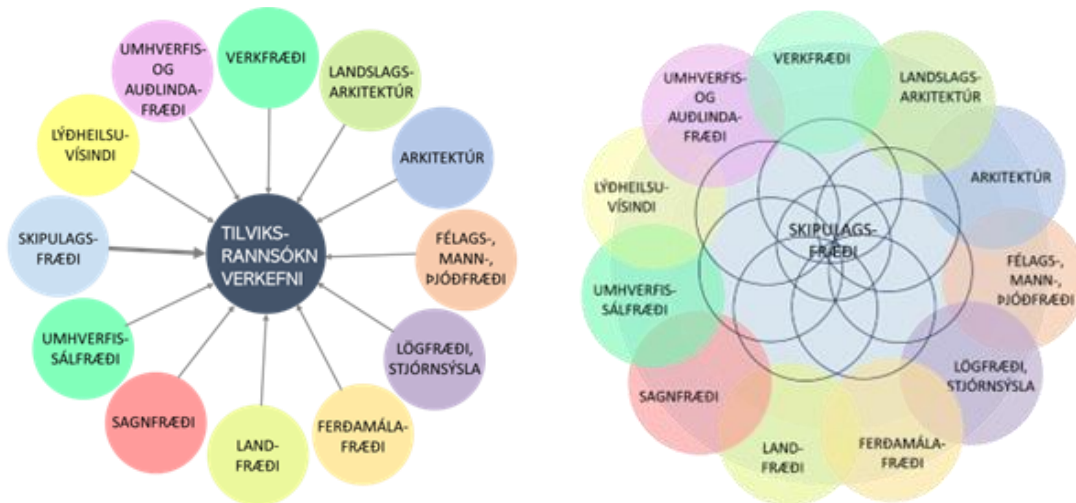 UMHVERFIS-
OG
AUÐLINDA-
FRÆÐI
VERKFRÆÐI
LANDSLAGS-
ARKITEKTÚR
ARKITEKTÚR
FÉLAGS-,
MANN-,
ÞJÓÐFRÆÐI
LÖGFRÆÐI,
STJÓRNSÝSLA
FERÐAMÁLA-
FRÆÐI
LAND-
FRÆÐI
SAGNFRÆÐI
UMHVERFIS-
SÁLFRÆÐI
SKIPULAGS-
FRÆÐI
LÝÐHEILSU-
VÍSINDI
TILVIKS-
RANNSÓKN
VERKEFNI
UMHVERFIS-
OG
AUÐLINDA-
FRÆÐI
VERKFRÆÐI
LANDSLAGS-
ARKITEKTÚR
ARKITEKTÚR
FÉLAGS-,
MANN-,
ÞJÓÐFRÆÐI
LÖGFRÆÐI,
STJÓRNSÝSLA
FERÐAMÁLA-
FRÆÐI
LAND-
FRÆÐI
SAGNFRÆÐI
UMHVERFIS-
SÁLFRÆÐI
LÝÐHEILSU-
VÍSINDI
SKIPULAGS-
FRÆÐI